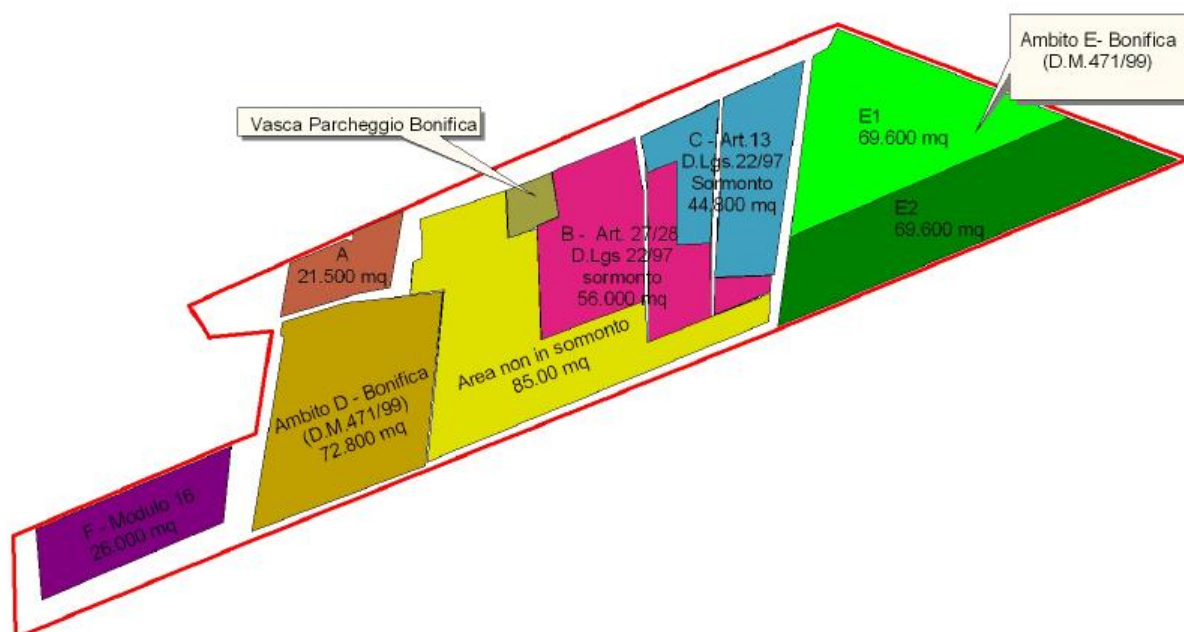 Ambito E- Bonifica
(D.M.471/99)
Vasca Parcheggio Bonifica
E1
69.600 mq
C - Art.13
D.Lgs.22/97
Sormonto
44,800 mq
E2
69.600 mq
B -  Art. 27/28
D.Lgs 22/97
sormonto
56.000 mq
A
21.500 mq
Area non in sormonto
85.00 mq
Ambito D - Bonifica
(D.M.471/99)
72.800 mq
F - Modulo 16
26.000 mq